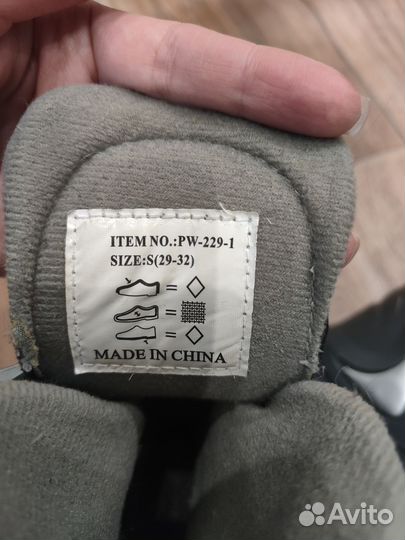 ITEM NO.:PW-229-1
SIZE:S(29-32)
=
=
=
MADE IN CHINA
Avito